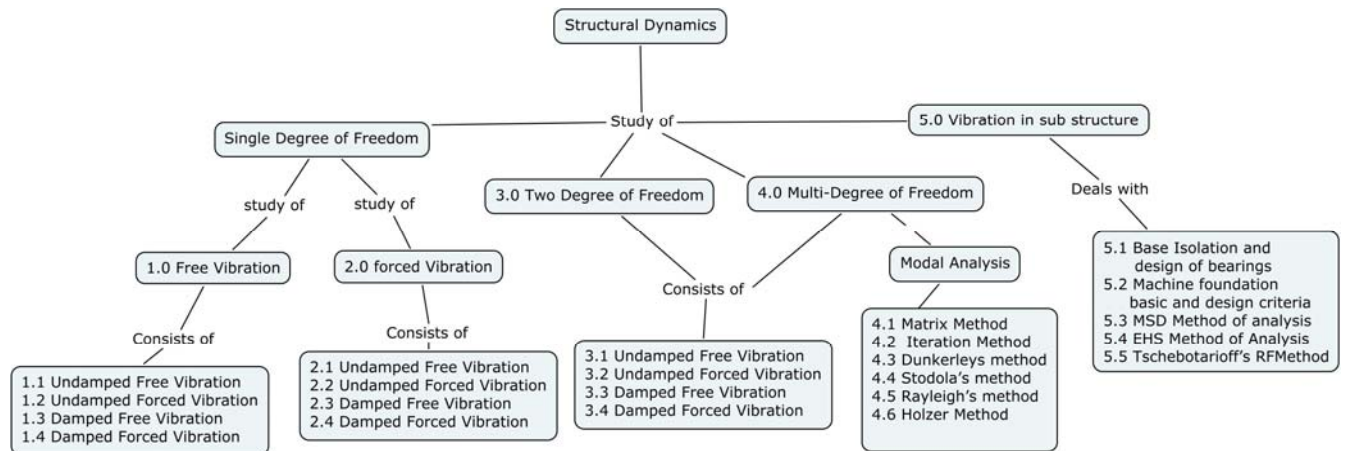 Structural Dynamics
Study of
Single Degree of Freedom
5.0 Vibration in sub structure
3.0 Two Degree of Freedom
4.0 Multi-Degree of Freedom
Deals with
study of
study of
1.0 Free Vibration
2.0 forced Vibration
Consists of
Modal Analysis
5.1 Base Isolation and
design of bearings
5.2 Machine foundation
basic and design criteria
5.3 MSD Method of analysis
5.4 EHS Method of Analysis
5.5 Tschebotarioff's RFMethod
Consists of
Consists of
1.1 Undamped Free Vibration
1.2 Undamped Forced Vibration
1.3 Damped Free Vibration
1.4 Damped Forced Vibration
2.1 Undamped Free Vibration
2.2 Undamped Forced Vibration
2.3 Damped Free Vibration
2.4 Damped Forced Vibration
3.1 Undamped Free Vibration
3.2 Undamped Forced Vibration
3.3 Damped Free Vibration
3.4 Damped Forced Vibration
4.1 Matrix Method
4.2 Iteration Method
4.3 Dunkerleys method
4.4 Stodola's method
4.5 Rayleigh's method
4.6 Holzer Method